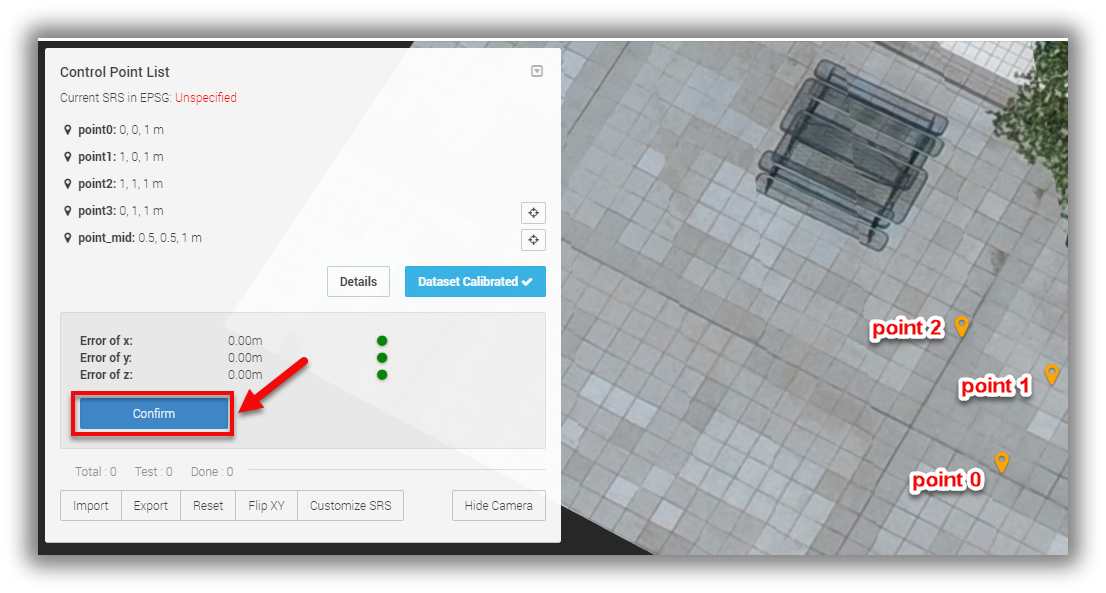 Control Point List
Current SRS in EPSG: Unspecified
point0: 0, 0, 1 m
point1: 1, 0, 1 m
point2: 1, 1, 1 m
point3: 0, 1, 1 m
point_mid: 0.5, 0.5, 1 m
Details
Dataset Calibrated
Error of x: 0.00m
Error of y: 0.00m
Error of z: 0.00m
Confirm
Total : 0 Test : 0 Done : 0
Import Export Reset Flip XY Customize SRS Hide Camera
point 2
point 1
point 0